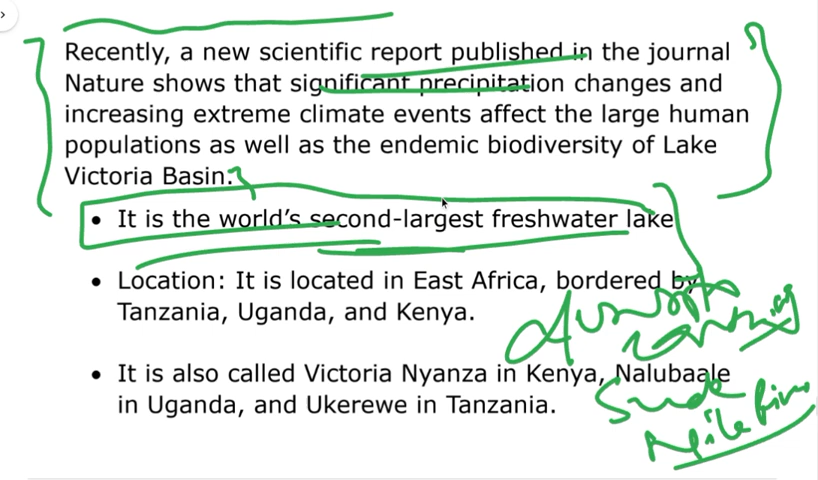 Recently, a new scientific report published in the journal
Nature shows that significant precipitation changes and
increasing extreme climate events affect the large human
populations as well as the endemic biodiversity of Lake
Victoria Basin.
• It is the world's second-largest freshwater lake
• Location: It is located in East Africa, bordered by
Tanzania, Uganda, and Kenya.
• It is also called Victoria Nyanza in Kenya, Nalubaale
in Uganda, and Ukerewe in Tanzania.
Nile River